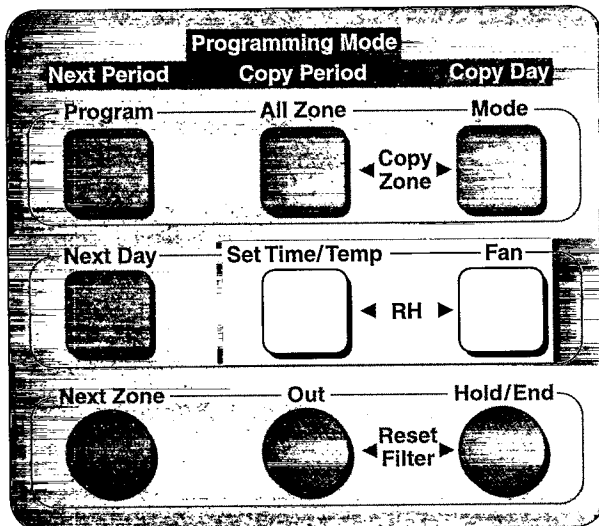 Programming Mode
Next Period Copy Period Copy Day
Program All Zone Mode
Copy
Zone
Next Day Set Time/Temp Fan
RH
Next Zone Out Hold/End
Reset
Filter